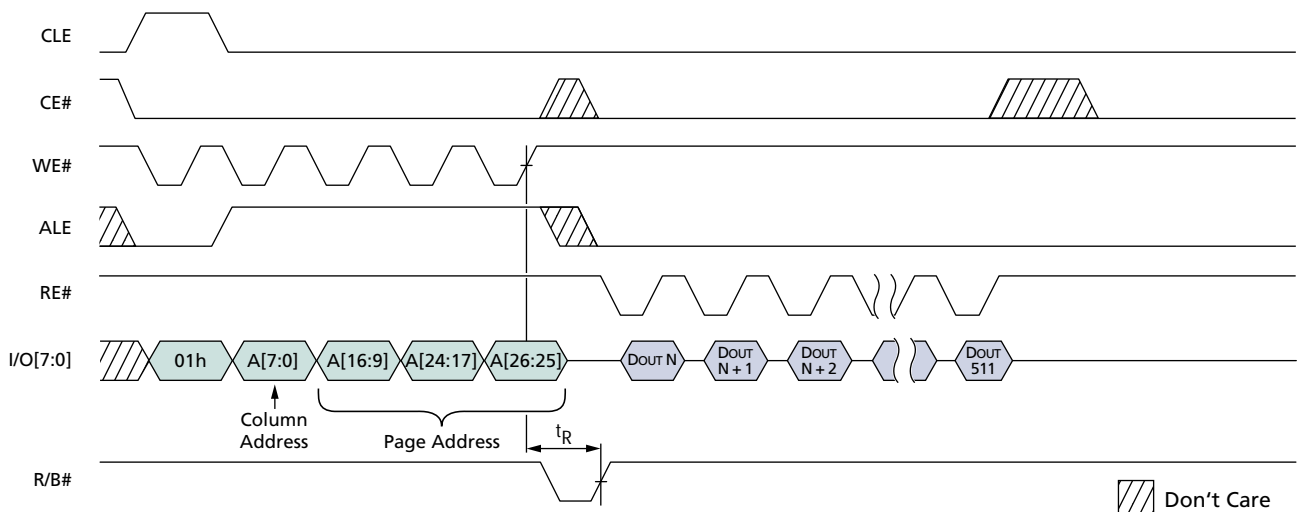 CLE
CE#
WE#
ALE
RE#
I/O[7:0]
01h
A[7:0]
A[16:9]
A[24:17]
A[26:25]
DOUT N
DOUT
N + 1
DOUT
N + 2
DOUT
511
Column
Address
Page Address
tR
R/B#
Don't Care